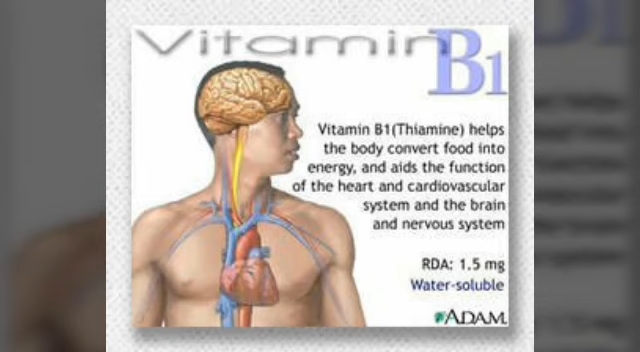 Vitamin B1
Vitamin B1(Thiamine) helps
the body convert food into
energy, and aids the function
of the heart and cardiovascular
system and the brain
and nervous system
RDA: 1.5 mg
Water-soluble
ADAM